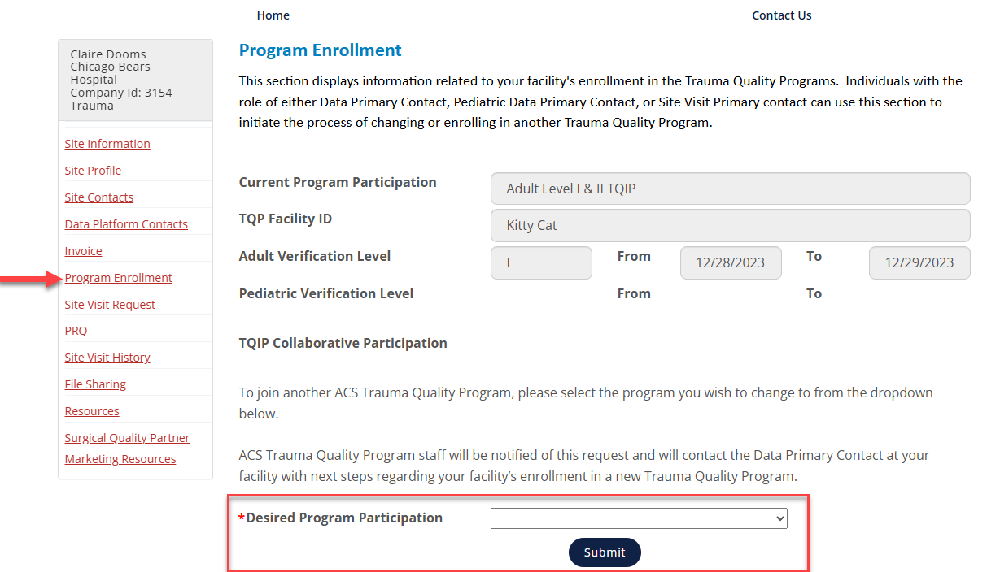 Home
Contact Us
Claire Dooms
Chicago Bears
Hospital
Company Id: 3154
Trauma
Site Information
Site Profile
Site Contacts
Data Platform Contacts
Invoice
Program Enrollment
Site Visit Request
PRQ
Site Visit History
File Sharing
Resources
Surgical Quality Partner
Marketing Resources
Program Enrollment
This section displays information related to your facility's enrollment in the Trauma Quality Programs.  Individuals with the
role of either Data Primary Contact, Pediatric Data Primary Contact, or Site Visit Primary contact can use this section to
initiate the process of changing or enrolling in another Trauma Quality Program.
Current Program Participation
Adult Level I & II TQIP
TQP Facility ID
Kitty Cat
Adult Verification Level
I
From
12/28/2023
To
12/29/2023
Pediatric Verification Level
From
To
TQIP Collaborative Participation
To join another ACS Trauma Quality Program, please select the program you wish to change to from the dropdown
below.
ACS Trauma Quality Program staff will be notified of this request and will contact the Data Primary Contact at your
facility with next steps regarding your facility’s enrollment in a new Trauma Quality Program.
*Desired Program Participation
Submit